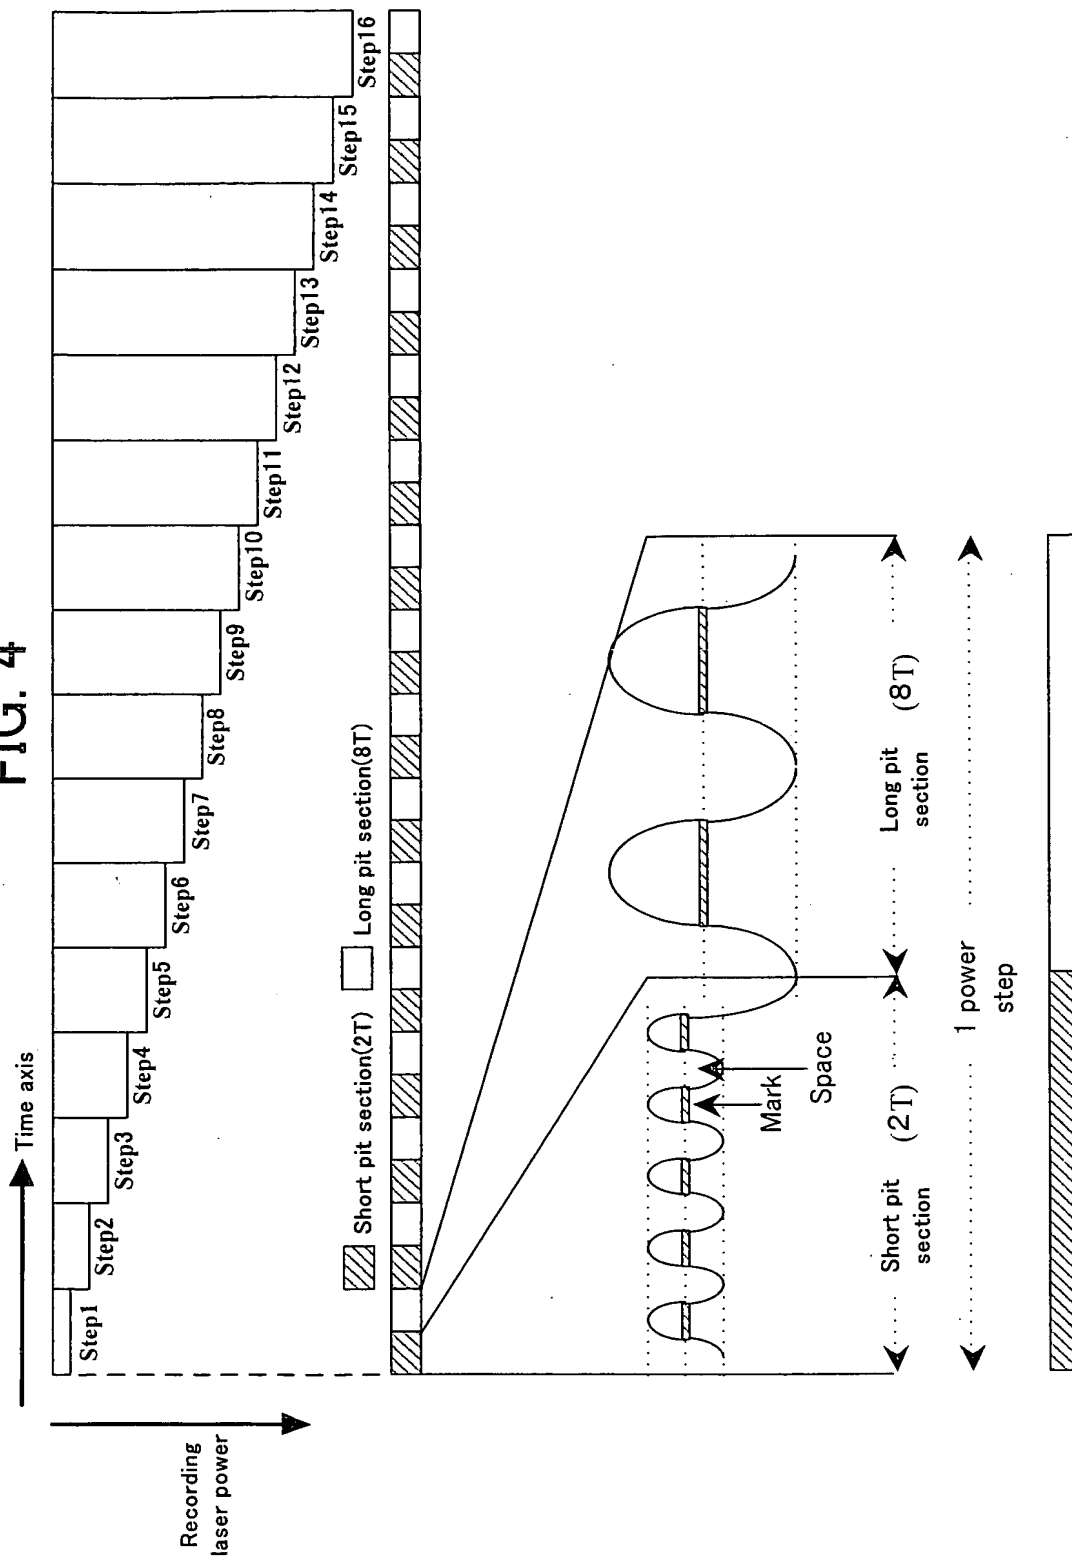 FIG. 4
Time axis
Recording
laser power
Step1
Step2
Step3
Step4
Step5
Step6
Step7
Step8
Step9
Step10
Step11
Step12
Step13
Step14
Step15
Step16
Short pit section(2T)
Long pit section(8T)
Mark
Space
Short pit
section
(2T)
Long pit
section
(8T)
1 power
step